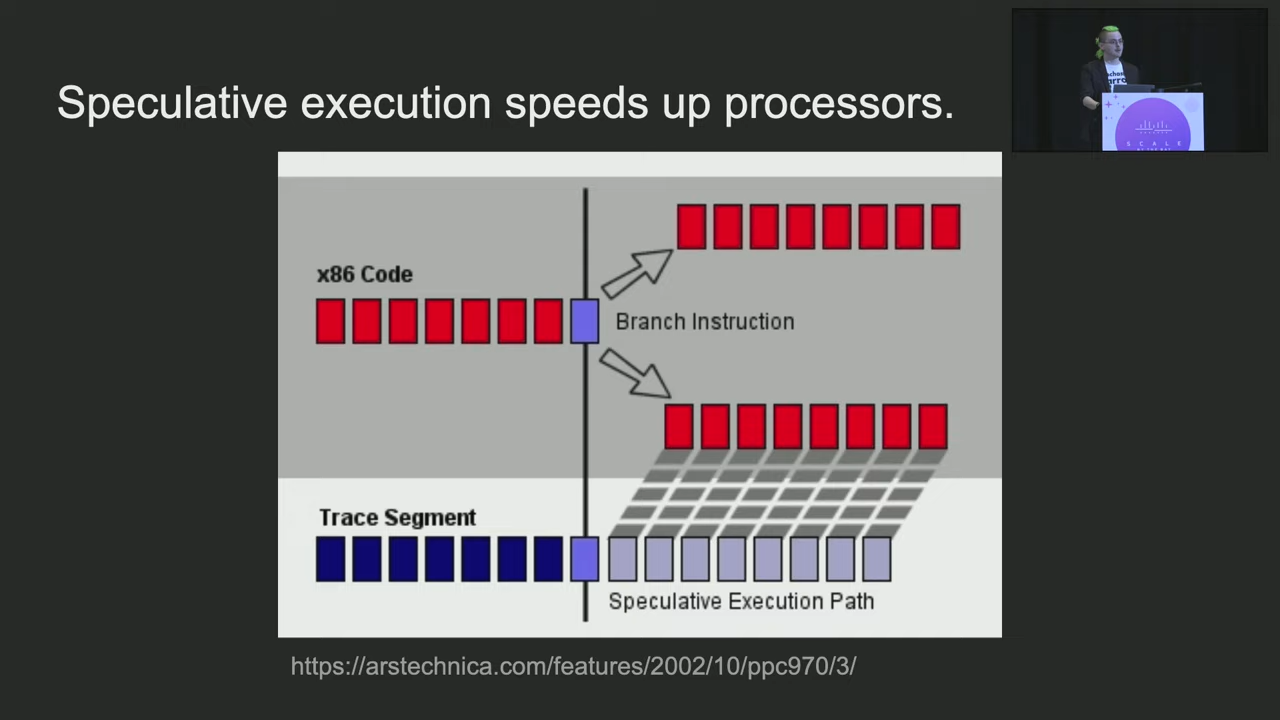 Speculative execution speeds up processors.
x86 Code
Branch Instruction
Trace Segment
Speculative Execution Path
https://arstechnica.com/features/2002/10/ppc970/3/
SCALE